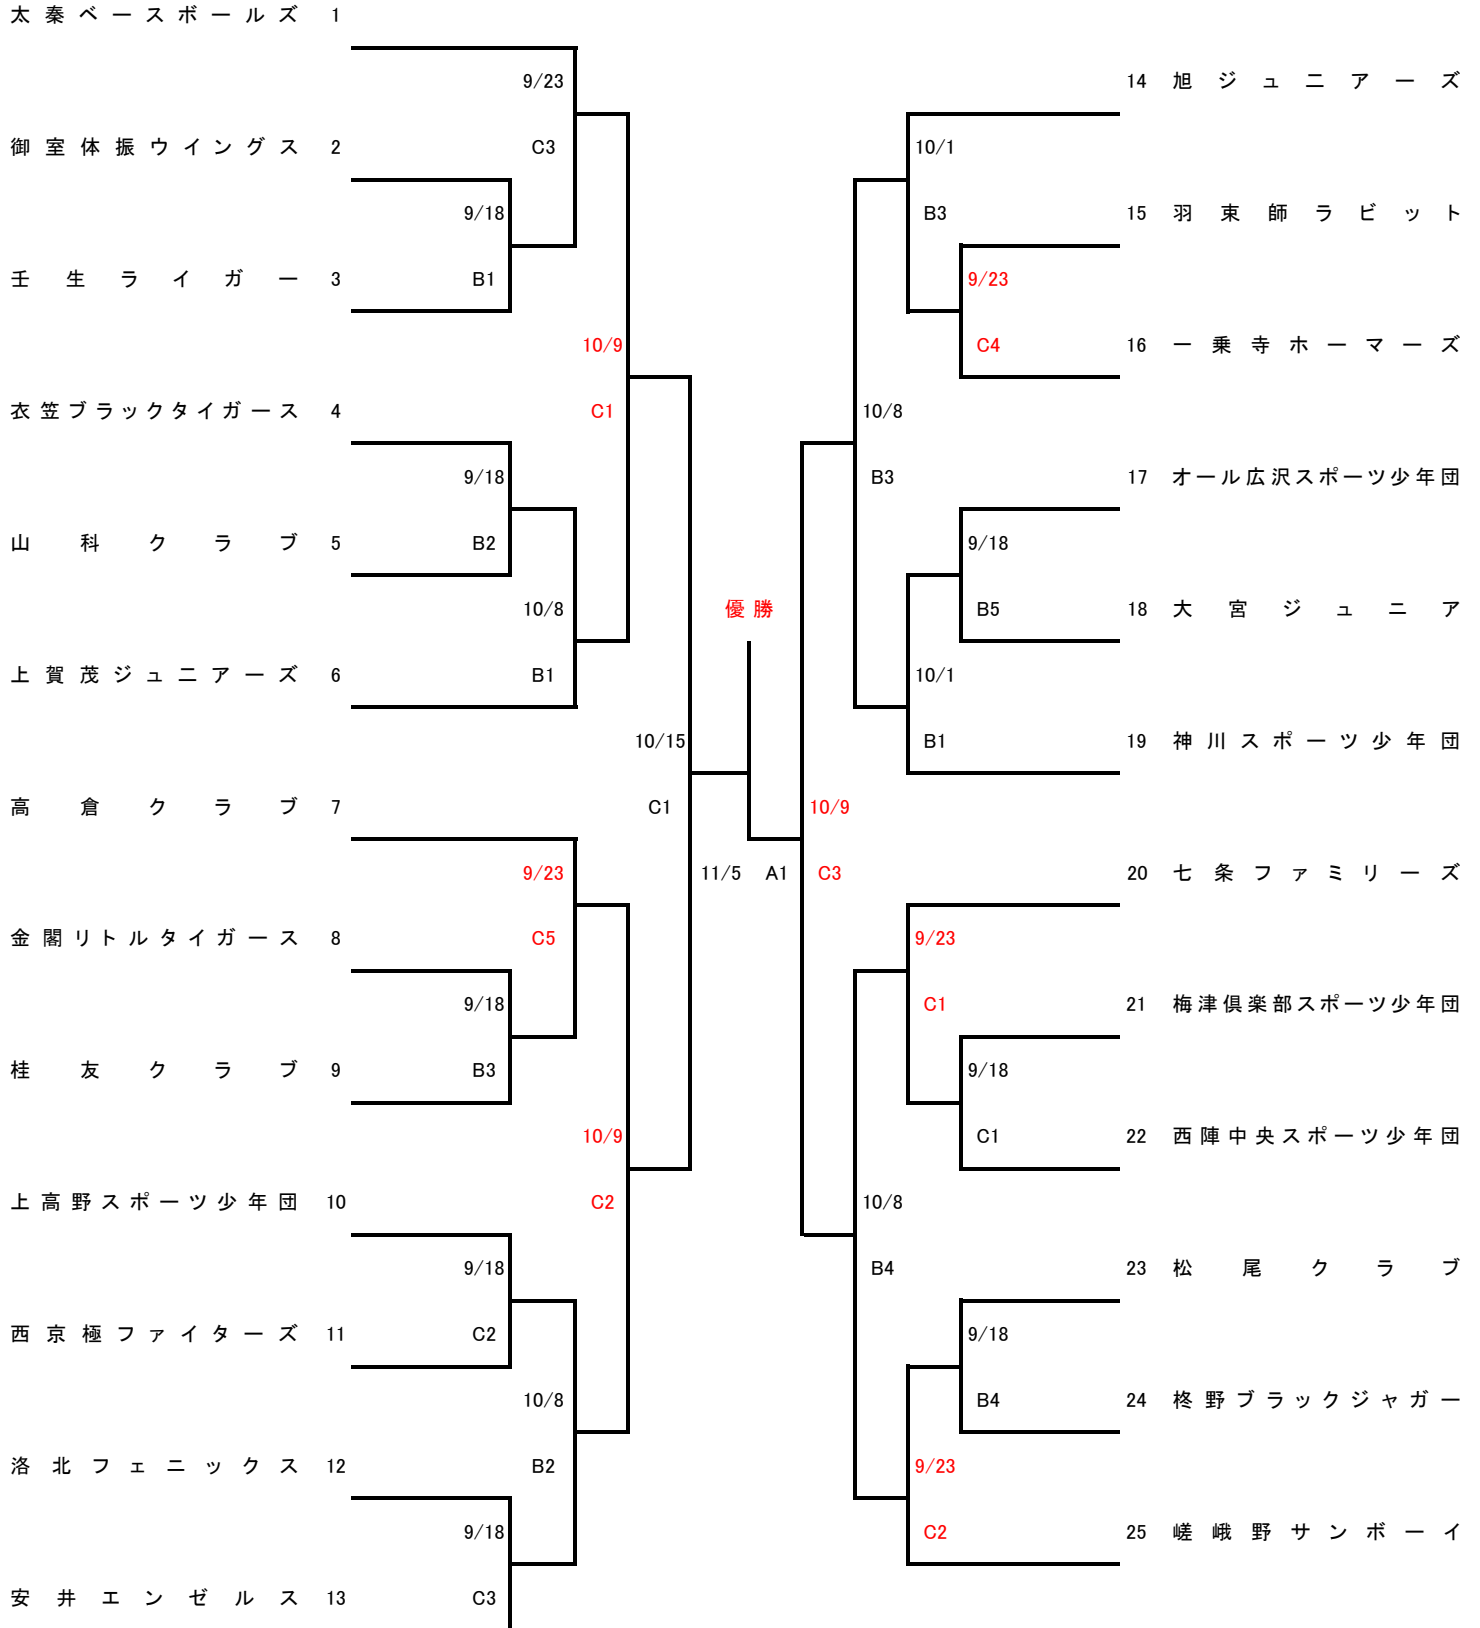 太秦ベースボールズ 1
9/23
14 旭ジュニアーズ
御室体振ウイングス 2
C3
10/1
9/18
B3
15 羽束師ラビット
壬生ライガー 3
B1
9/23
10/9
C4
16 一乗寺ホーマーズ
衣笠ブラックタイガース 4
C1
10/8
9/18
B3
17 オール広沢スポーツ少年団
山科クラブ 5
B2
9/18
10/8
優勝
B5
18 大宮ジュニア
上賀茂ジュニアーズ 6
B1
10/1
10/15
B1
19 神川スポーツ少年団
高倉クラブ 7
C1
10/9
9/23
11/5 A1
C3
20 七条ファミリーズ
金閣リトルタイガース 8
C5
9/23
9/18
C1
21 梅津倶楽部スポーツ少年団
桂友クラブ 9
B3
9/18
10/9
C1
22 西陣中央スポーツ少年団
上高野スポーツ少年団 10
C2
10/8
9/18
B4
23 松尾クラブ
西京極ファイターズ 11
C2
9/18
10/8
B4
24 柊野ブラックジャガー
洛北フェニックス 12
B2
9/23
9/18
C2
25 嵯峨野サンボーイ
安井エンゼルス 13
C3